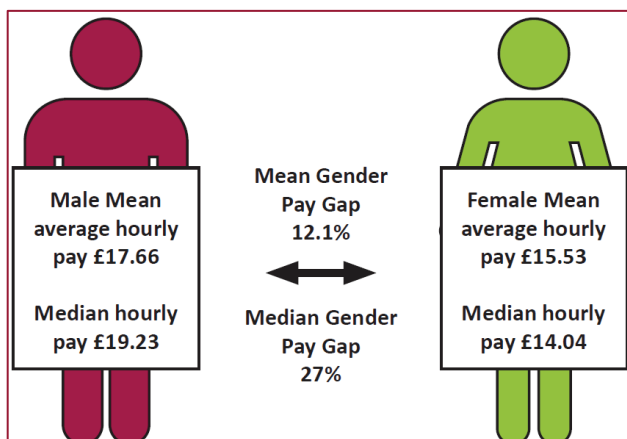 Male Mean
average hourly
pay £17.66
Median hourly
pay £19.23
Mean Gender
Pay Gap
12.1%
Median Gender
Pay Gap
27%
Female Mean
average hourly
pay £15.53
Median hourly
pay £14.04